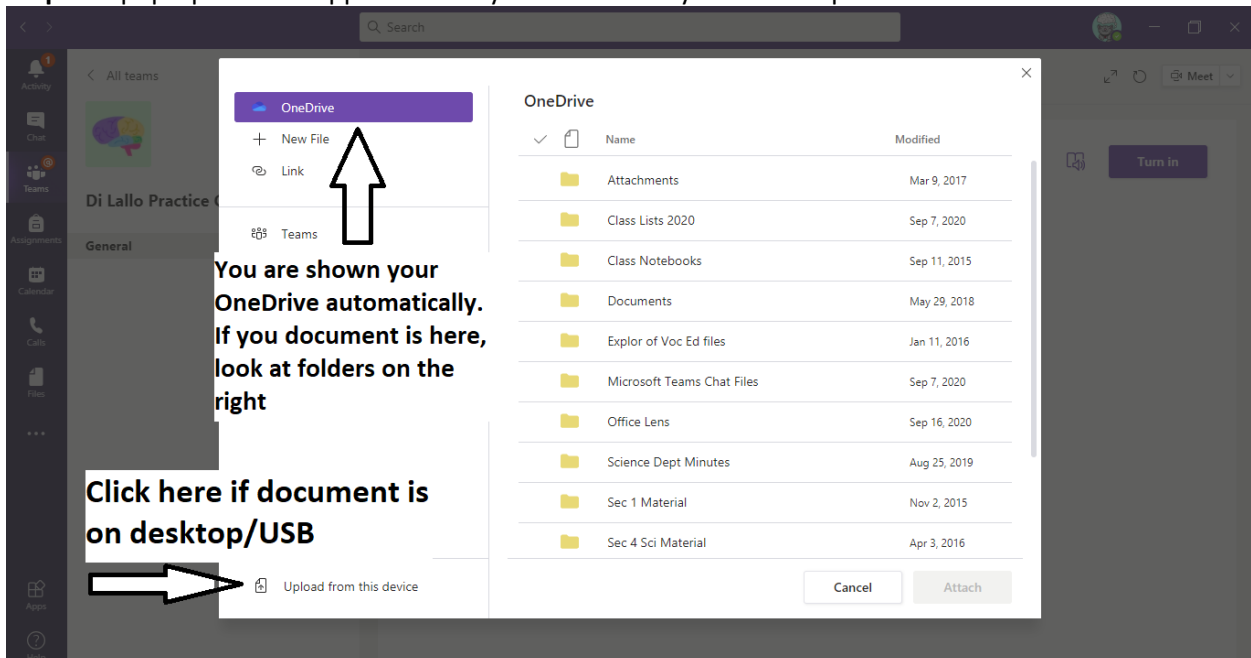 Search
1
Activity
< All teams
Meet
OneDrive
OneDrive
+ New File
Name
Modified
Chat
Link
Turn in
Attachments
Mar 9, 2017
Teams
Di Lallo Practice
Class Lists 2020
Sep 7, 2020
Teams
Assignments
General
You are shown your
OneDrive automatically.
If you document is here,
look at folders on the
right
Class Notebooks
Sep 11, 2015
Calendar
Documents
May 29, 2018
Calls
Explor of Voc Ed files
Jan 11, 2016
Files
Microsoft Teams Chat Files
Sep 7, 2020
...
Office Lens
Sep 16, 2020
Science Dept Minutes
Aug 25, 2019
Click here if document is
on desktop/USB
Sec 1 Material
Nov 2, 2015
Sec 4 Sci Material
Apr 3, 2016
Upload from this device
Cancel
Attach
Apps
Help